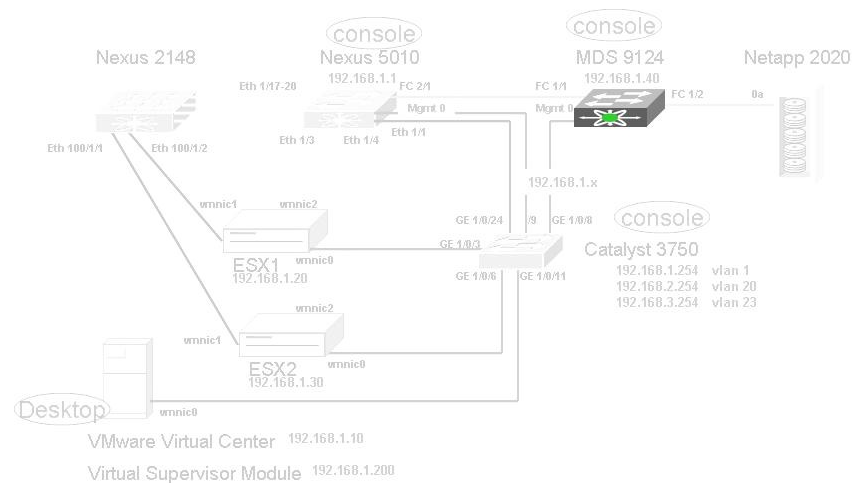 console
console
Nexus 2148
Nexus 5010
MDS 9124
Netapp 2020
192.168.1.1
192.168.1.40
Eth 1/17-20
FC 2/1
FC 1/1
FC 1/2
0a
Mgmt 0
Mgmt 0
Eth 1/3
Eth 1/4
Eth 1/1
Eth 100/1/1
Eth 100/1/2
192.168.1.x
vmnic1
vmnic2
GE 1/0/24
/9
GE 1/0/8
console
GE 1/0/3
Catalyst 3750
ESX1
vmnic0
192.168.1.20
GE 1/0/6
GE 1/0/11
192.168.1.254 vlan 1
192.168.2.254 vlan 20
192.168.3.254 vlan 23
vmnic2
vmnic1
ESX2
vmnic0
192.168.1.30
Desktop
vmnic0
VMware Virtual Center 192.168.1.10
Virtual Supervisor Module 192.168.1.200